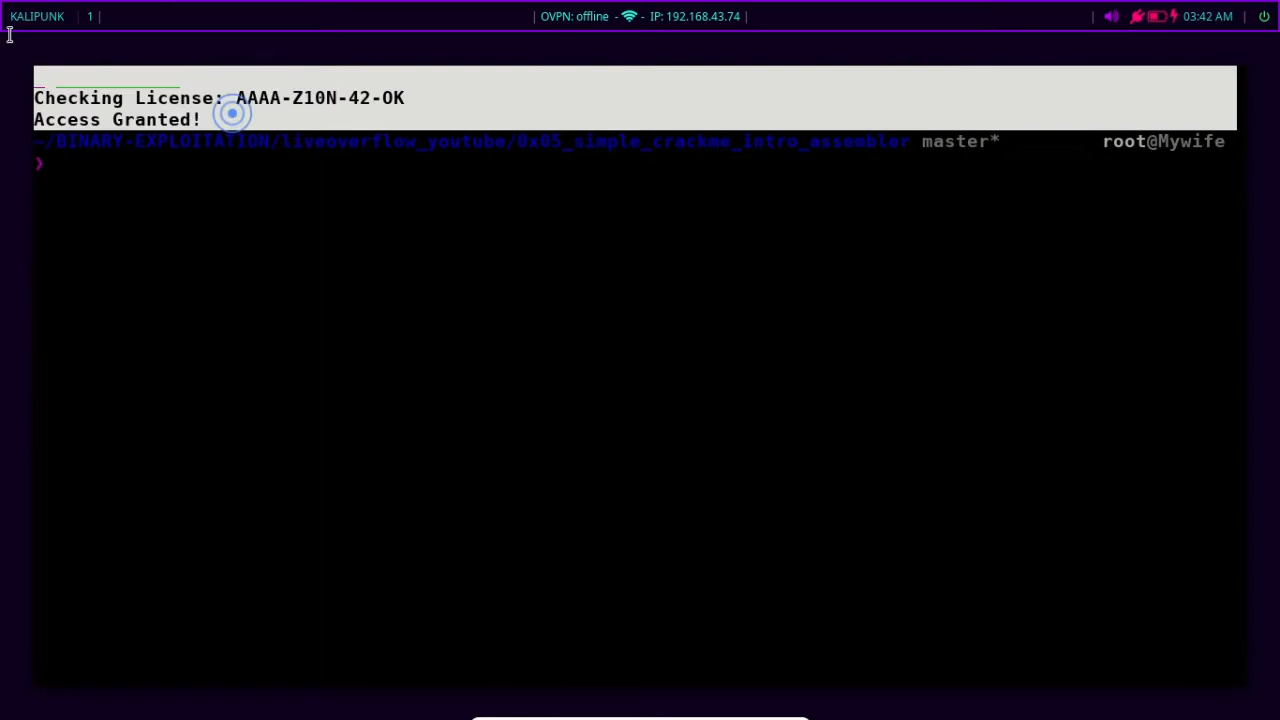 KALIPUNK | 1 | | OVPN: offline - - IP: 192.168.43.74 | | 03:42 AM |
Checking License: AAAA-Z10N-42-OK
Access Granted!
~/BINARY-EXPLOITATION/liveoverflow_youtube/0x05_simple_crackme_intro_assembler master* root@Mywife
❯